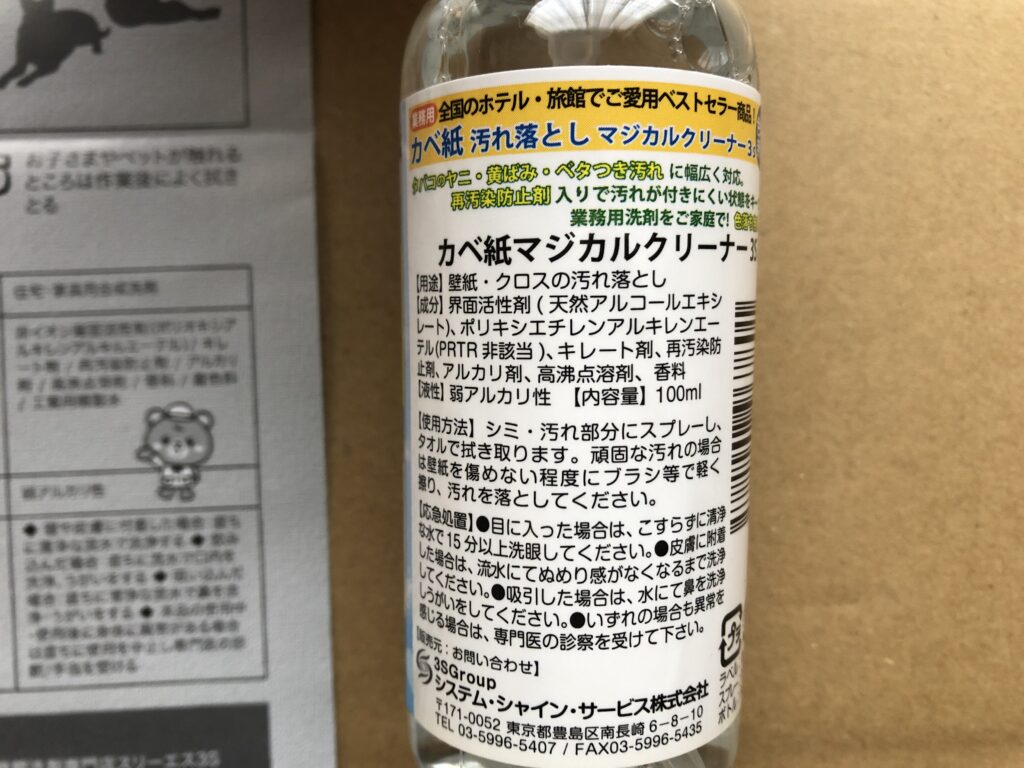 お子さまやペットが触れる
ところは作業後によく拭き
とる
住宅・家具用合成洗剤
弱アルカリ性
業務用 全国のホテル・旅館でご愛用ベストセラー商品!
カベ紙 汚れ落とし マジカルクリーナー3S
タバコのヤニ・黄ばみ・ベタつき汚れ に幅広く対応。
再汚染防止剤 入りで汚れが付きにくい状態を
業務用洗剤をご家庭で!
カベ紙マジカルクリーナー3S
【用途】壁紙・クロスの汚れ落とし
【成分】界面活性剤(天然アルコールエキシ
レート)、ポリキシエチレンアルキレンエー
テル(PRTR非該当)、キレート剤、再汚染防
止剤、アルカリ剤、高沸点溶剤、香料
【液性】弱アルカリ性 【内容量】100ml
【使用方法】シミ・汚れ部分にスプレーし、
タオルで拭き取ります。頑固な汚れの場合
は壁紙を傷めない程度にブラシ等で軽く
擦り、汚れを落としてください。
【応急処置】●目に入った場合は、こすらずに清浄
な水で15分以上洗眼してください。●皮膚に附着
した場合は、流水にてぬめり感がなくなるまで洗浄
してください。●吸引した場合は、水にて鼻を洗浄
しうがいをしてください。●いずれの場合も異常を
感じる場合は、専門医の診察を受けて下さい。
【販売元:お問い合わせ】
3SGroup
システム・シャイン・サービス株式会社
〒171-0052 東京都豊島区南長崎6-8-10
TEL 03-5996-5407 / FAX03-5996-5435
プラ
ラベル
スプレー
ボトル